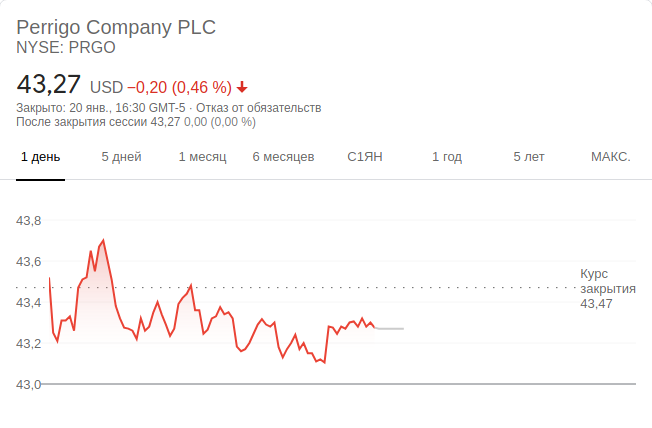 Perrigo Company PLC
NYSE: PRGO
43,27 USD −0,20 (0,46 %)
Закрыто: 20 янв., 16:30 GMT-5 · Отказ от обязательств
После закрытия сессии 43,27 0,00 (0,00 %)
1 день 5 дней 1 месяц 6 месяцев С1ЯН 1 год 5 лет МАКС.
43,8
43,6
43,4
43,2
43,0
Курс
закрытия
43,47